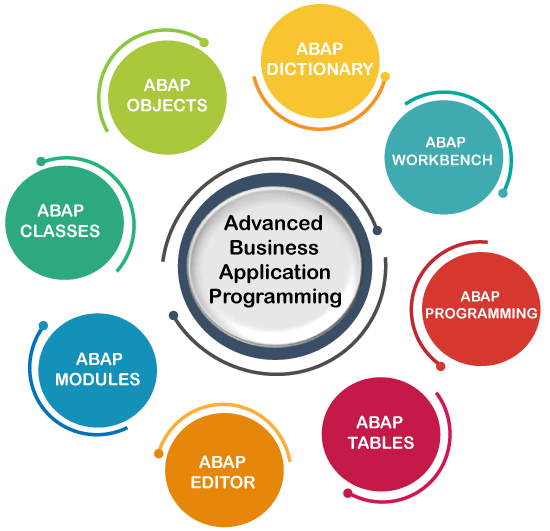 ABAP
DICTIONARY
ABAP
OBJECTS
ABAP
WORKBENCH
ABAP
CLASSES
Advanced
Business
Application
Programming
ABAP
PROGRAMMING
ABAP
MODULES
ABAP
TABLES
ABAP
EDITOR